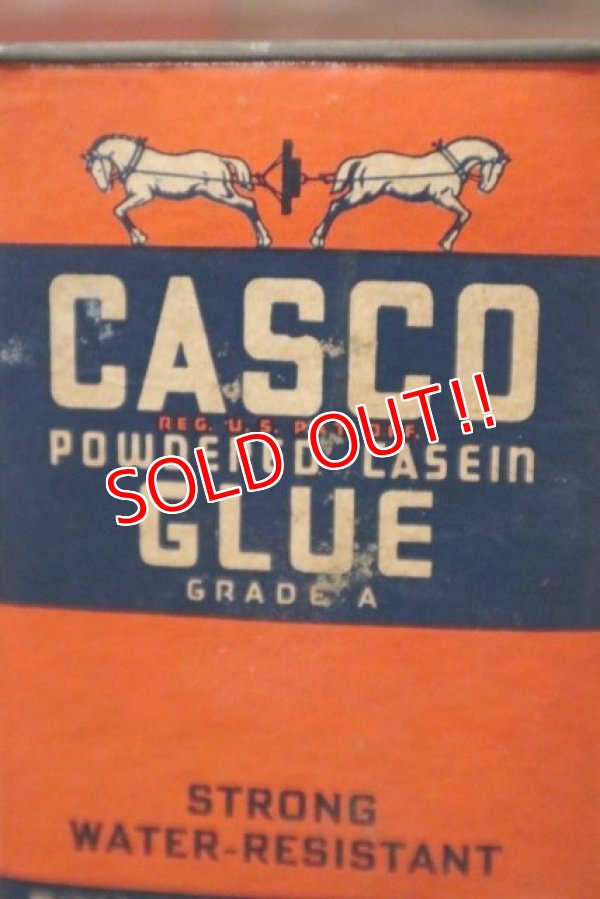 CASCO
REG. U.S. PAT. OFF.
POWDERED CASEIN
GLUE
GRADE A
STRONG
WATER-RESISTANT
SOLD OUT!!